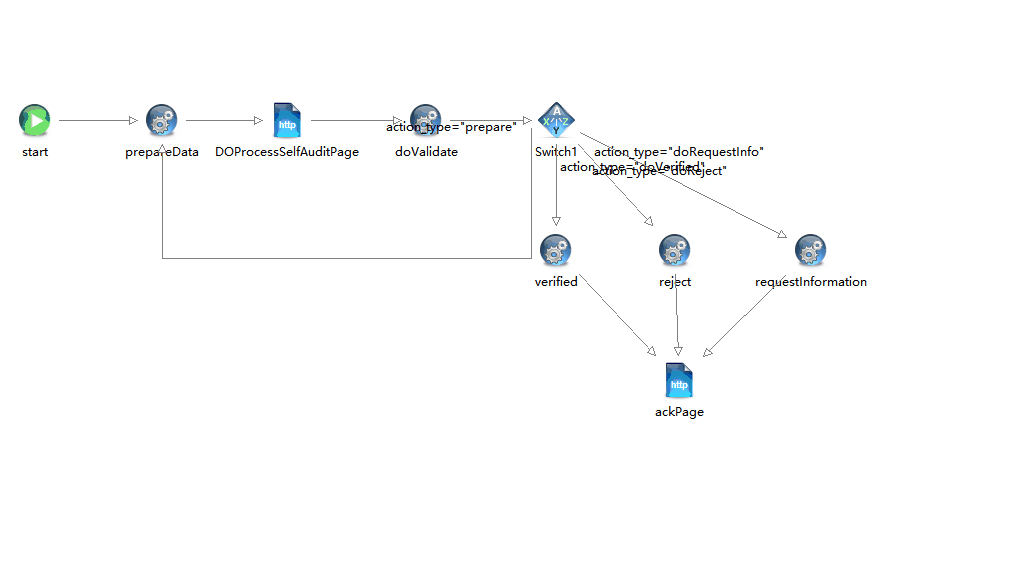 http
action_type="prepare"
A
X Z
Y
start
prepareData
DOProcessSelfAuditPage
doValidate
Switch1
action_type="doRequestInfo"
action_type="doVerified"
action_type="doReject"
verified
reject
requestInformation
http
ackPage